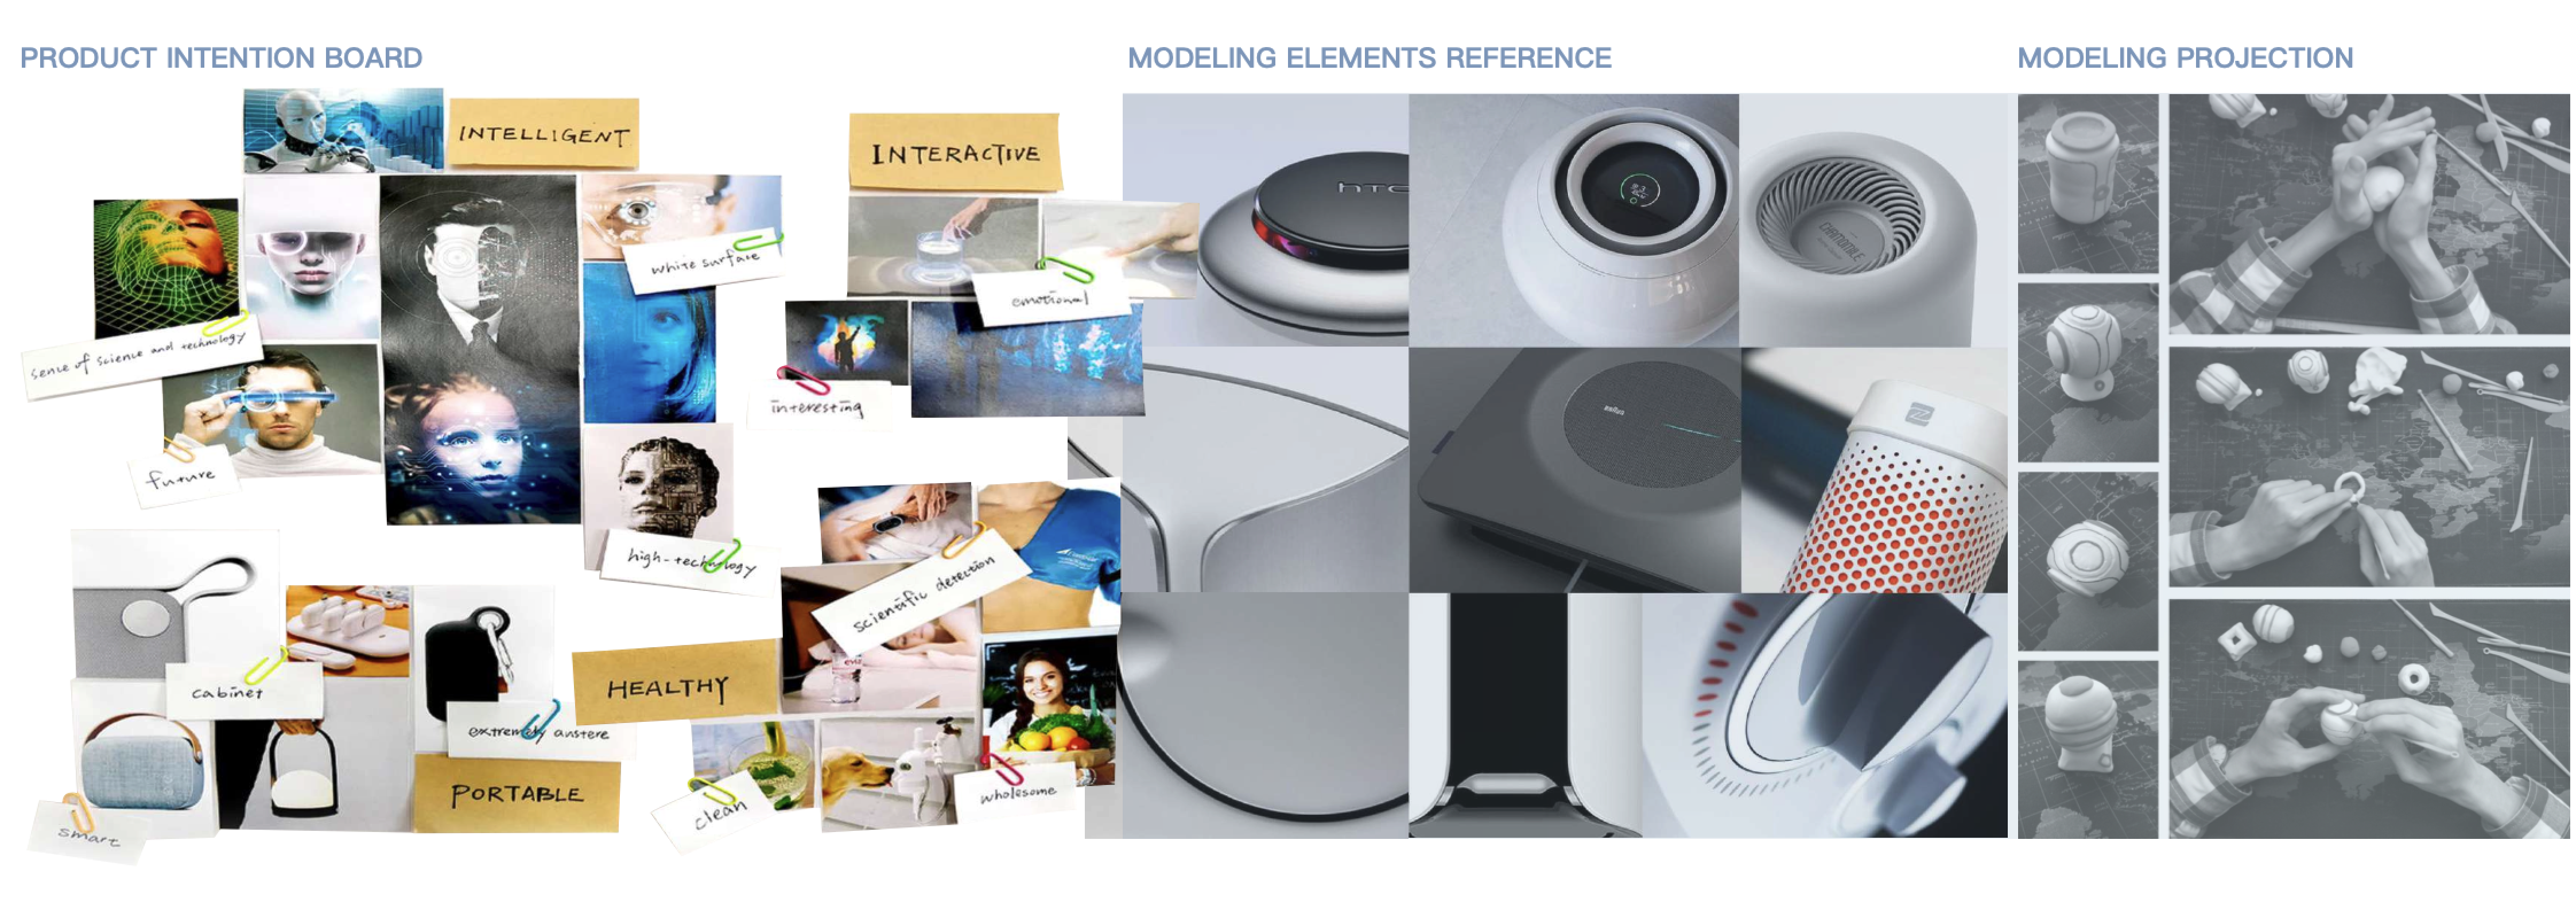 PRODUCT INTENTION BOARD
INTELLIGENT
INTERACTIVE
white surface
emotional
sense of science and technology
interesting
future
high-technology
scientific detection
cabinet
HEALTHY
extremely austere
PORTABLE
clean
wholesome
smart
MODELING ELEMENTS REFERENCE
hTC
CHAMOMILE
MODELING PROJECTION